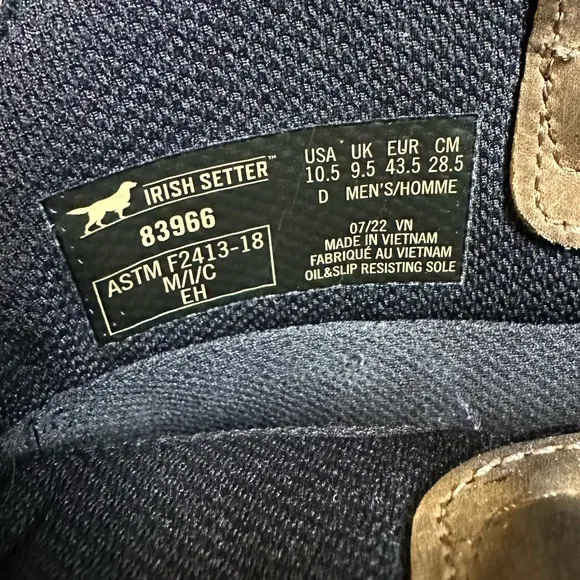 IRISH SETTER™
83966
ASTM F2413-18
M/I/C
EH
USA UK EUR CM
10.5 9.5 43.5 28.5
D MEN'S/HOMME
07/22 VN
MADE IN VIETNAM
FABRIQUÉ AU VIETNAM
OIL&SLIP RESISTING SOLE